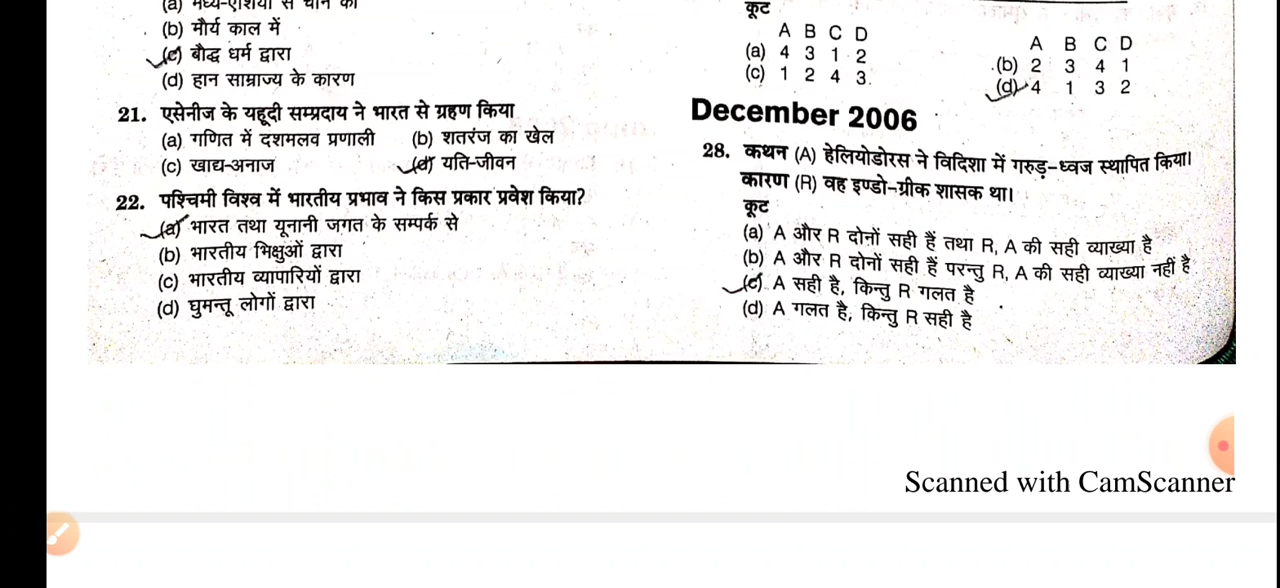 (a) मध्य-एशिया से चीन को
(b) मौर्य काल में
(c) बौद्ध धर्म द्वारा
(d) हान साम्राज्य के कारण
21. एसेनीज के यहूदी सम्प्रदाय ने भारत से ग्रहण किया
(a) गणित में दशमलव प्रणाली (b) शतरंज का खेल
(c) खाद्य-अनाज (d) यति-जीवन
22. पश्चिमी विश्व में भारतीय प्रभाव ने किस प्रकार प्रवेश किया?
(a) भारत तथा यूनानी जगत के सम्पर्क से
(b) भारतीय भिक्षुओं द्वारा
(c) भारतीय व्यापारियों द्वारा
(d) घुमन्तू लोगों द्वारा
कूट
A B C D A B C D
(a) 4 3 1 2 (b) 2 3 4 1
(c) 1 2 4 3 (d) 4 1 3 2
December 2006
28. कथन (A) हेलियोडोरस ने विदिशा में गरुड़-ध्वज स्थापित किया।
कारण (R) वह इण्डो-ग्रीक शासक था।
कूट
(a) A और R दोनों सही हैं तथा R, A की सही व्याख्या है
(b) A और R दोनों सही हैं परन्तु R, A की सही व्याख्या नहीं है
(c) A सही है, किन्तु R गलत है
(d) A गलत है, किन्तु R सही है
Scanned with CamScanner